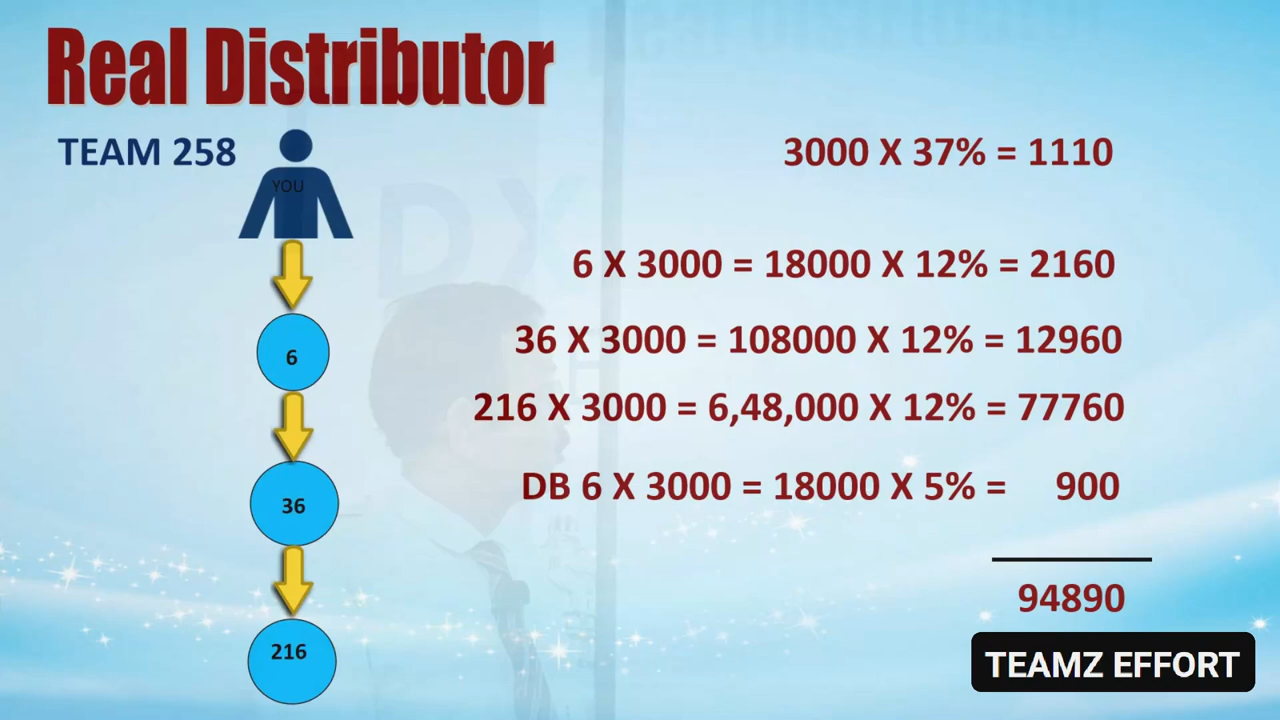 Real Distributor
TEAM 258
YOU
3000 X 37% = 1110
6 X 3000 = 18000 X 12% = 2160
6
36 X 3000 = 108000 X 12% = 12960
216 X 3000 = 6,48,000 X 12% = 77760
36
DB 6 X 3000 = 18000 X 5% = 900
94890
216
TEAMZ EFFORT